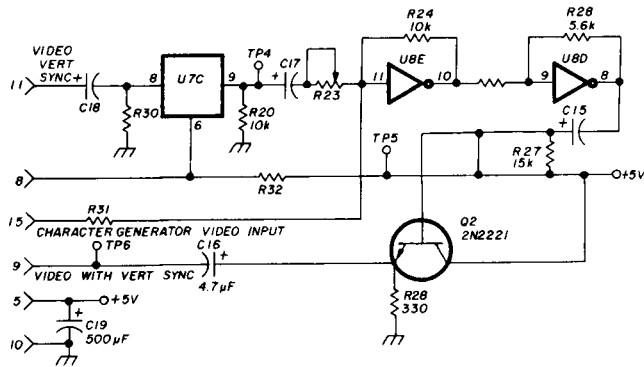 R24
10k
R28
5.6k
VIDEO
VERT
SYNC
+
TP4
C17
+
U8E
U8D
11
C18
8
U7C
9
R23
11
10
9
8
R30
6
R20
10k
TP5
+
C15
R27
15k
8
R32
+5V
15
R31
CHARACTER GENERATOR VIDEO INPUT
Q2
2N2221
TP6
C16
+
9
VIDEO WITH VERT SYNC
4.7µF
5
+5V
R28
330
+
C19
500µF
10